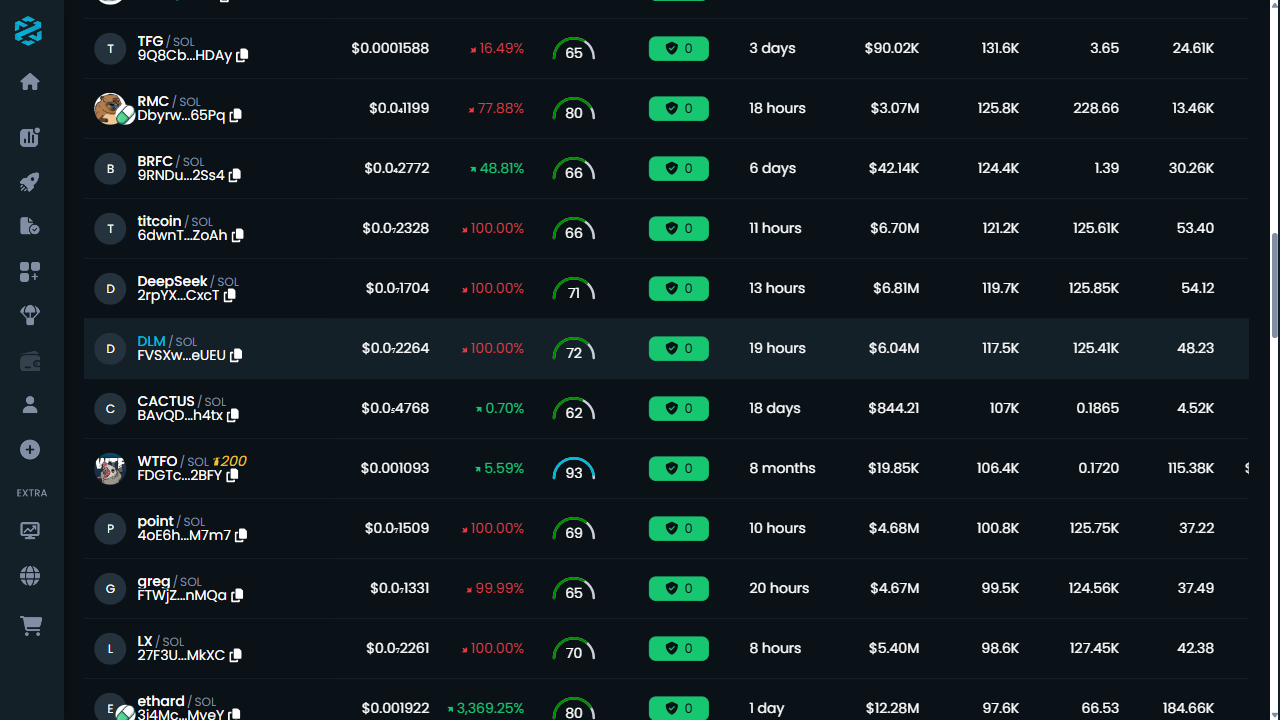 TFG / SOL $0.0001588 16.49% 65 0 3 days $90.02K 131.6K 3.65 24.61K
9Q8Cb...HDAy
RMC / SOL $0.0₄1199 77.88% 80 0 18 hours $3.07M 125.8K 228.66 13.46K
Dbyrw...65Pq
B BRFC / SOL $0.0₄2772 48.81% 66 0 6 days $42.14K 124.4K 1.39 30.26K
9RNDu...2Ss4
T titcoin / SOL $0.0₇2328 100.00% 66 0 11 hours $6.70M 121.2K 125.61K 53.40
6dwnT...ZoAh
D DeepSeek / SOL $0.0₇1704 100.00% 71 0 13 hours $6.81M 119.7K 125.85K 54.12
2rpYX...CxcT
D DLM / SOL $0.0₇2264 100.00% 72 0 19 hours $6.04M 117.5K 125.41K 48.23
FVSXw...eUEU
C CACTUS / SOL $0.0₅4768 0.70% 62 0 18 days $844.21 107K 0.1865 4.52K
BAvQD...h4tx
WTFO / SOL 200 $0.001093 5.59% 93 0 8 months $19.85K 106.4K 0.1720 115.38K $
FDGTc...2BFY
P point / SOL $0.0₇1509 100.00% 69 0 10 hours $4.68M 100.8K 125.75K 37.22
4oE6h...M7m7
G greg / SOL $0.0₇1331 99.99% 65 0 20 hours $4.67M 99.5K 124.56K 37.49
FTWjZ...nMQa
L LX / SOL $0.0₇2261 100.00% 70 0 8 hours $5.40M 98.6K 127.45K 42.38
27F3U...MkXC
EXTRA
E ethard / SOL $0.001922 3,369.25% 80 0 1 day $12.28M 97.6K 66.53 184.66K
3j4Mc...MveY